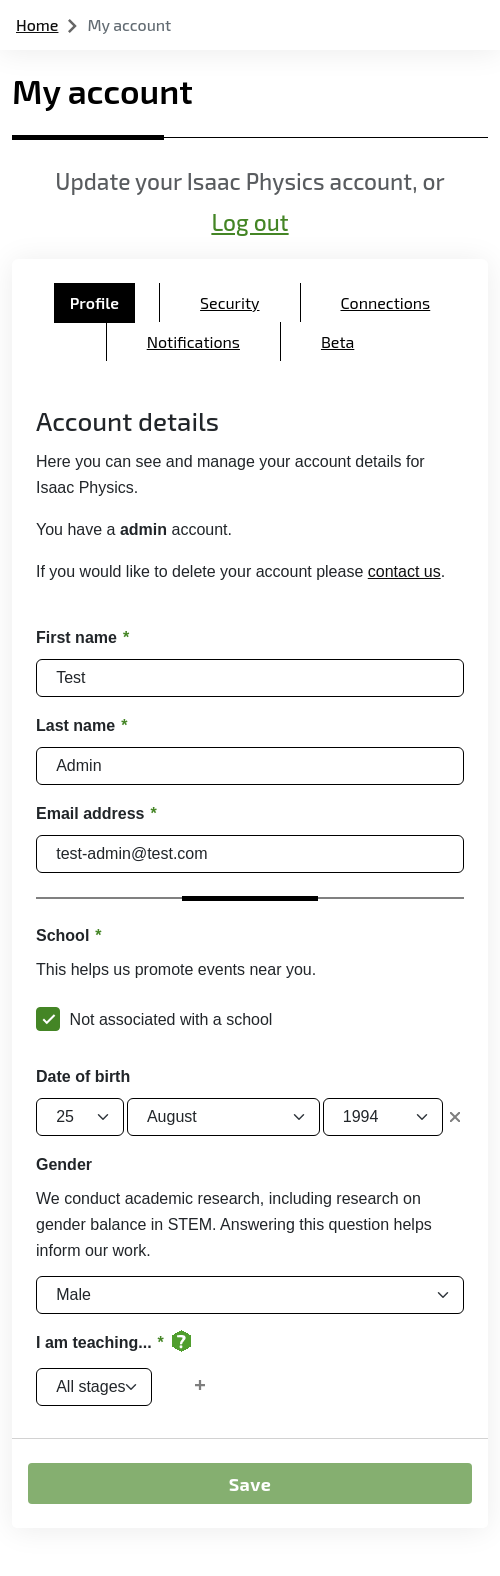 Home > My account
My account
Update your Isaac Physics account, or
Log out
Profile Security Connections
Notifications Beta
Account details
Here you can see and manage your account details for
Isaac Physics.
You have a admin account.
If you would like to delete your account please contact us.
First name *
Test
Last name *
Admin
Email address *
test-admin@test.com
School *
This helps us promote events near you.
Not associated with a school
Date of birth
25 August 1994
Gender
We conduct academic research, including research on
gender balance in STEM. Answering this question helps
inform our work.
Male
I am teaching... * ?
All stages +
Save